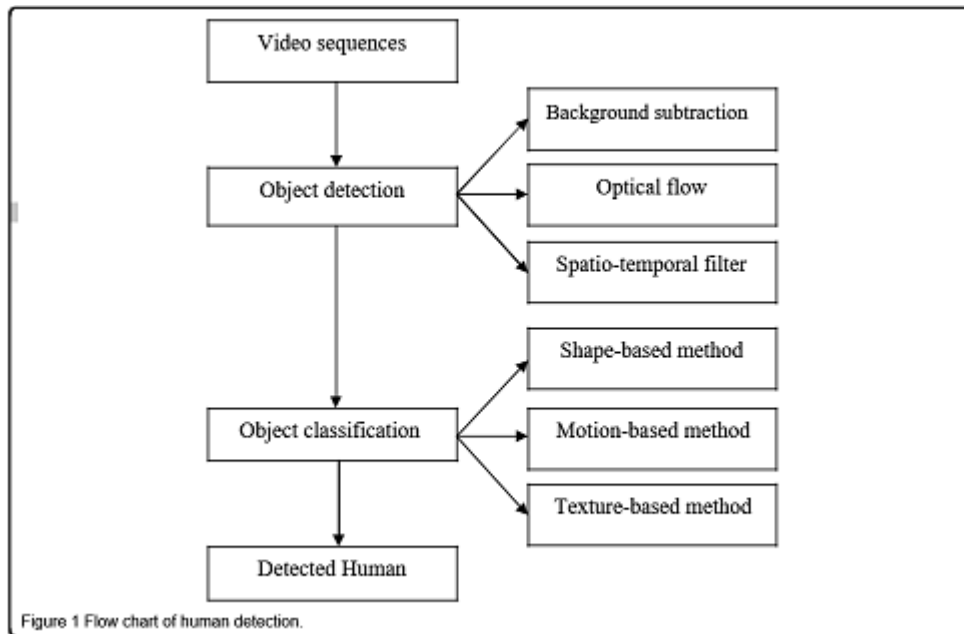 Video sequences
Background subtraction
Object detection
Optical flow
Spatio-temporal filter
Shape-based method
Object classification
Motion-based method
Texture-based method
Detected Human
Figure 1 Flow chart of human detection.